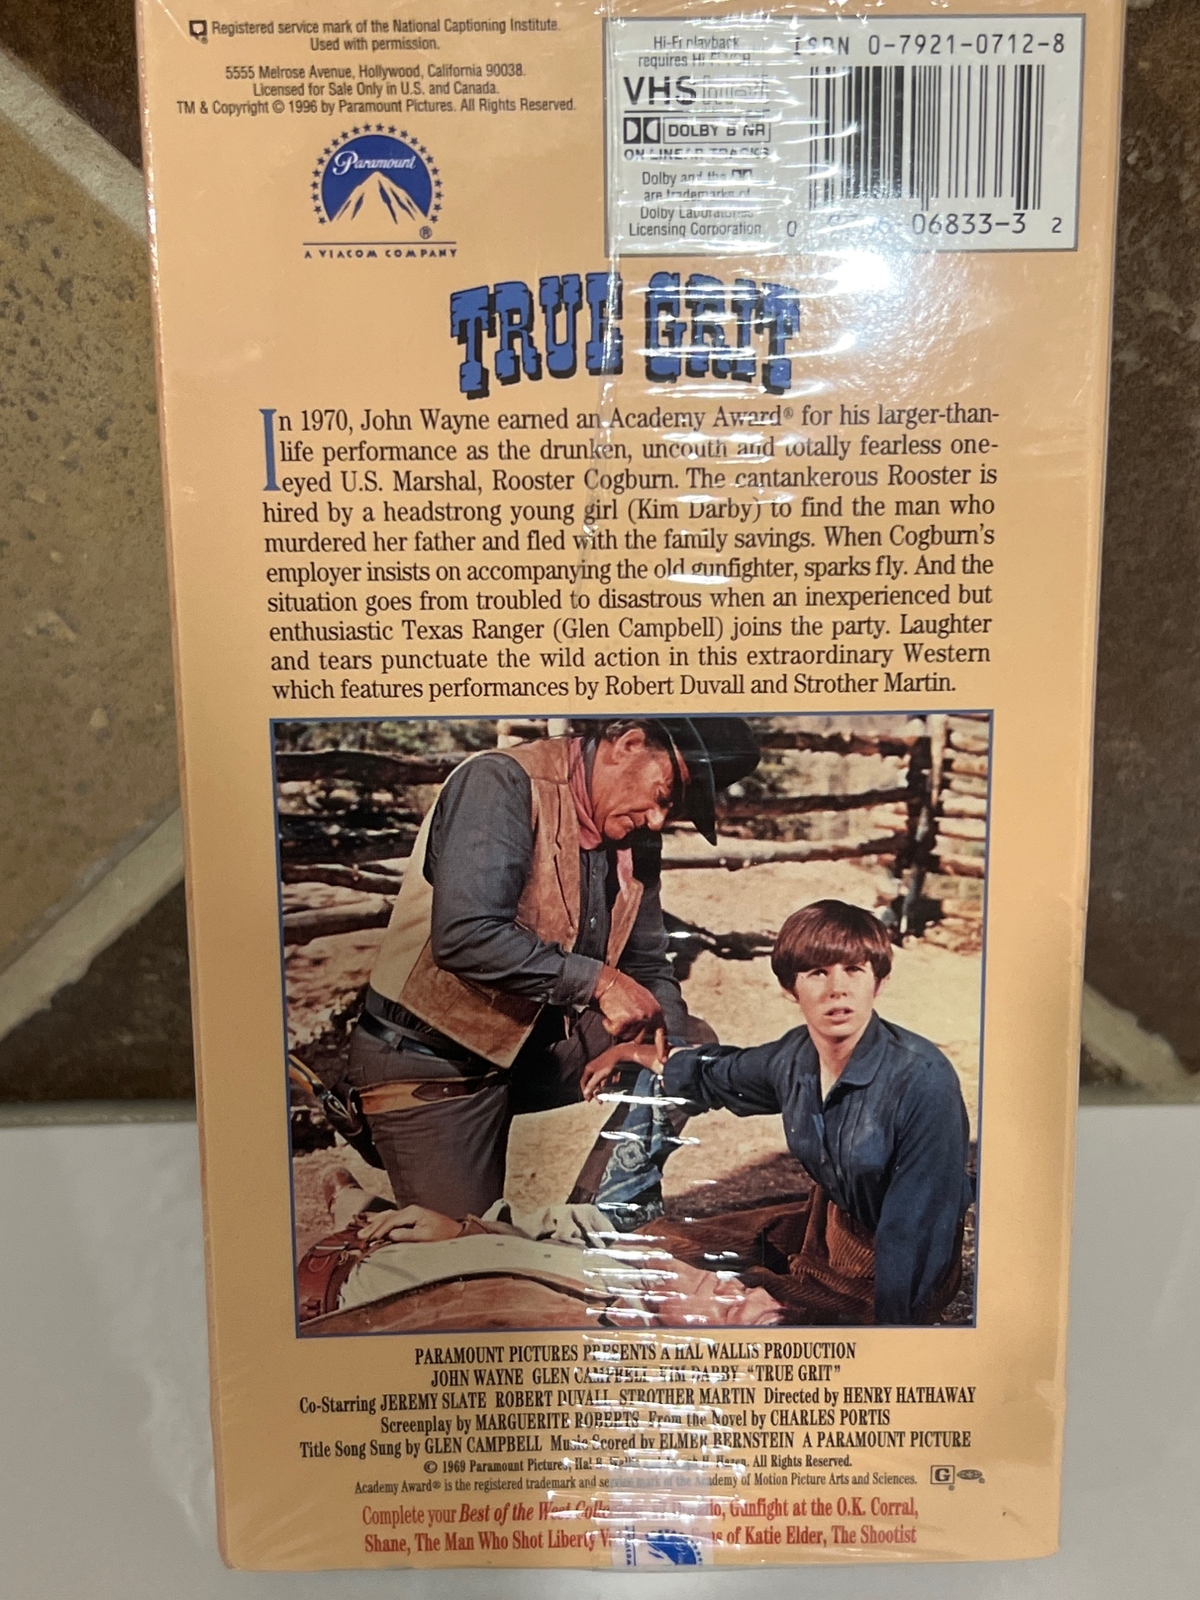 Registered service mark of the National Captioning Institute.
Used with permission.
5555 Melrose Avenue, Hollywood, California 90038.
Licensed for Sale Only in U.S. and Canada.
TM & Copyright © 1996 by Paramount Pictures. All Rights Reserved.
Paramount
®
A VIACOM COMPANY
Hi-Fi playback
requires Hi-Fi VCR
VHS
DOLBY B NR
ON LINEAR TRACKS
Dolby and the
are trademarks of
Dolby Laboratories
Licensing Corporation
ISBN 0-7921-0712-8
0 06833-3 2
TRUE GRIT
In 1970, John Wayne earned an Academy Award® for his larger-than-
life performance as the drunken, uncouth and totally fearless one-
eyed U.S. Marshal, Rooster Cogburn. The cantankerous Rooster is
hired by a headstrong young girl (Kim Darby) to find the man who
murdered her father and fled with the family savings. When Cogburn's
employer insists on accompanying the old gunfighter, sparks fly. And the
situation goes from troubled to disastrous when an inexperienced but
enthusiastic Texas Ranger (Glen Campbell) joins the party. Laughter
and tears punctuate the wild action in this extraordinary Western
which features performances by Robert Duvall and Strother Martin.
PARAMOUNT PICTURES PRESENTS A HAL WALLIS PRODUCTION
JOHN WAYNE GLEN CAMPBELL KIM DARBY "TRUE GRIT"
Co-Starring JEREMY SLATE ROBERT DUVALL STROTHER MARTIN Directed by HENRY HATHAWAY
Screenplay by MARGUERITE ROBERTS From the Novel by CHARLES PORTIS
Title Song Sung by GLEN CAMPBELL Music Scored by ELMER BERNSTEIN A PARAMOUNT PICTURE
© 1969 Paramount Pictures, Hal B. H. Hazen. All Rights Reserved.
Academy Award® is the registered trademark and service mark of the Academy of Motion Picture Arts and Sciences.
G
Complete your Best of the West Gunfight at the O.K. Corral,
Shane, The Man Who Shot Liberty of Katie Elder, The Shootist